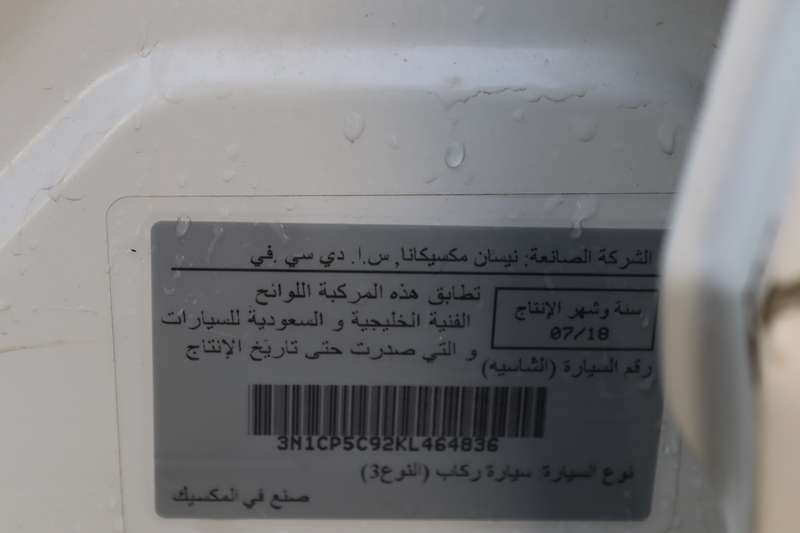 الشركة الصانعة: نيسان مكسيكانا, س.ا. دي سي .في
سنة وشهر الإنتاج
07/18
تطابق هذه المركبة اللوائح
الفنية الخليجية و السعودية للسيارات
و التي صدرت حتى تاريخ الإنتاج
رقم السيارة (الشاسيه)
3N1CP5C92KL464836
نوع السيارة: سيارة ركاب (النوع3)
صنع في المكسيك